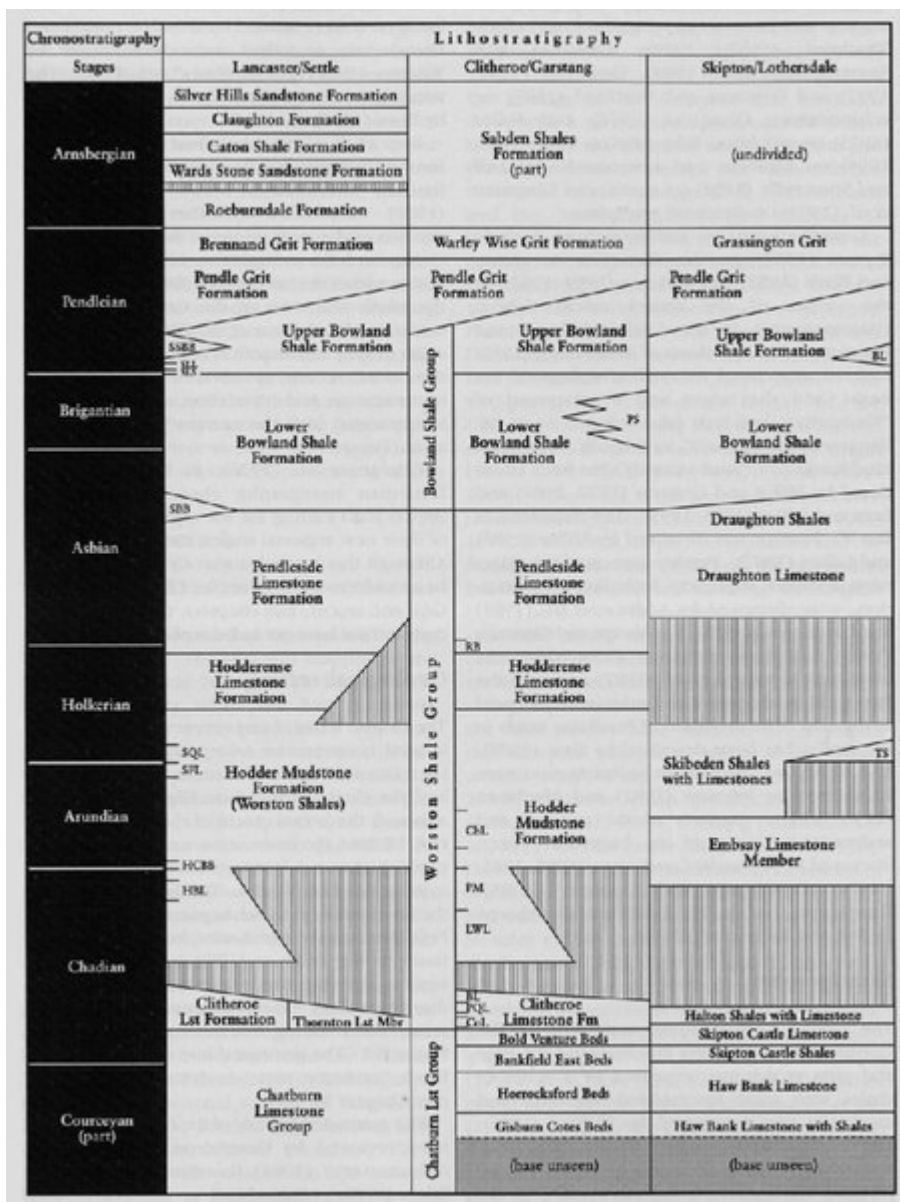 Chronostratigraphy
Lithostratigraphy
Stages
Lancaster/Settle
Clitheroe/Garstang
Skipton/Lothersdale
Arnsbergian
Silver Hills Sandstone Formation
Claughton Formation
Caton Shale Formation
Wards Stone Sandstone Formation
Roeburndale Formation
Sabden Shales
Formation
(part)
(undivided)
Pendleian
Brennand Grit Formation
Warley Wise Grit Formation
Grassington Grit
Pendle Grit
Formation
Pendle Grit
Formation
Pendle Grit
Formation
SSBB
Upper Bowland
Shale Formation
Upper Bowland
Shale Formation
Upper Bowland
Shale Formation
BL
Bowland Shale Group
Brigantian
Lower
Bowland Shale
Formation
PS
Lower
Bowland Shale
Formation
Lower
Bowland Shale
Formation
Asbian
SBB
Draughton Shales
Pendleside
Limestone
Formation
Pendleside
Limestone
Formation
Draughton Limestone
RB
Worston Shale Group
Holkerian
Hodderense
Limestone
Formation
Hodderense
Limestone
Formation
SQL
Skibeden Shales
with Limestones
TS
Arundian
SPL
Hodder Mudstone
Formation
(Worston Shales)
Hodder
Mudstone
Formation
CML
Embsay Limestone
Member
HCBB
Chadian
HBL
PM
LWL
Clitheroe
Lst Formation
Thornton Lst Mbr
PQL
CoL
Clitheroe
Limestone Fm
Halton Shales with Limestone
Bold Venture Beds
Skipton Castle Limestone
Skipton Castle Shales
Chatburn Lst Group
Courceyan
(part)
Chatburn
Limestone
Group
Bankfield East Beds
Horrocksford Beds
Gisburn Cotes Beds
(base unseen)
Haw Bank Limestone
Haw Bank Limestone with Shales
(base unseen)